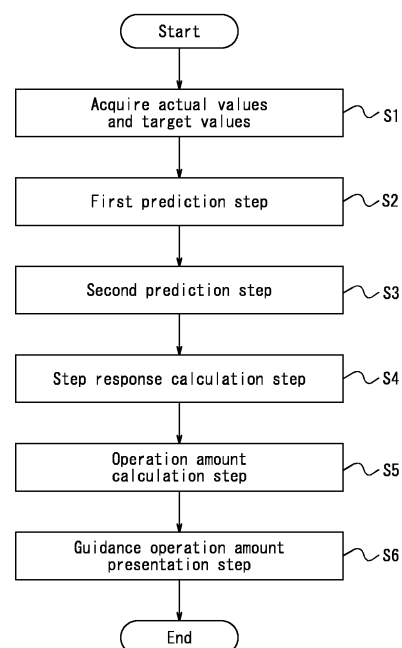 Start
Acquire actual values
and target values
S1
First prediction step
S2
Second prediction step
S3
Step response calculation step
S4
Operation amount
calculation step
S5
Guidance operation amount
presentation step
S6
End